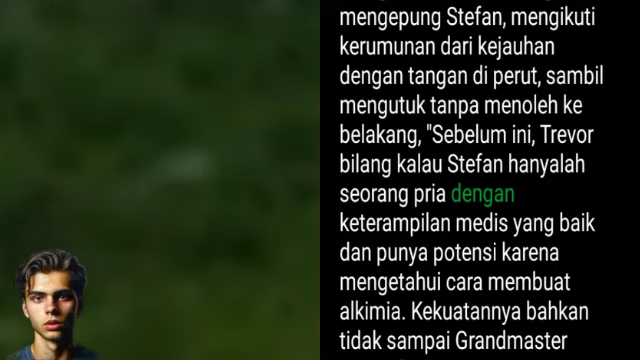 mengepung Stefan, mengikuti
kerumunan dari kejauhan
dengan tangan di perut, sambil
mengutuk tanpa menoleh ke
belakang, "Sebelum ini, Trevor
bilang kalau Stefan hanyalah
seorang pria dengan
keterampilan medis yang baik
dan punya potensi karena
mengetahui cara membuat
alkimia. Kekuatannya bahkan
tidak sampai Grandmaster